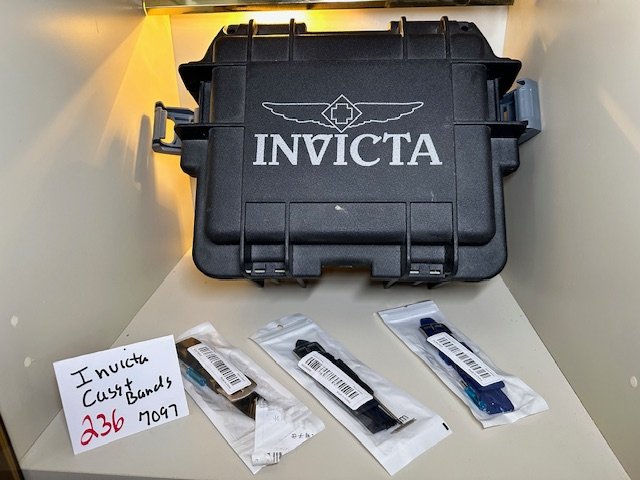 INVICTA
Invicta
Case+
Bands
236 7097